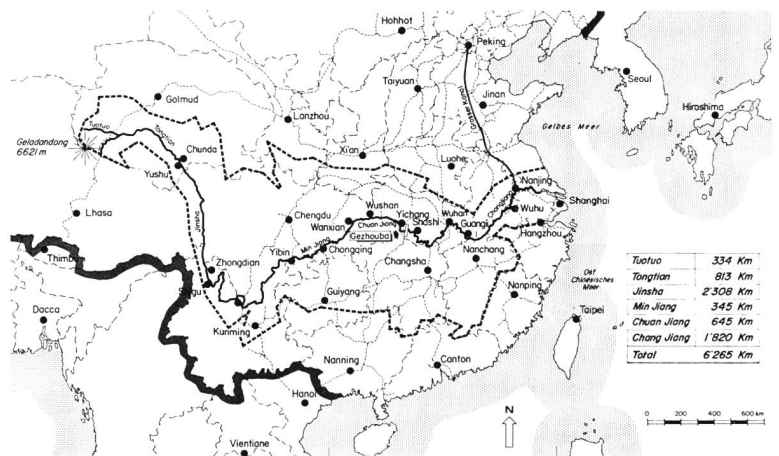 Hohhot
Peking
Seoul
Taiyuan
Golmud
Jinan
Lanzhou
Hiroshima
Tuotuo
Gelbes Meer
Tongtian
Großer Kanal
Geladandong
6621 m
Xi'an
Chunda
Luohe
Yushu
Nanjing
Changjiang
Shanghai
Lhasa
Jinsha
Wushan
Chengdu
Yichang
Wuhan
Wuhu
Wanxian
Chuan Jiang
Shashi
Guangji
Hangzhou
Gezhouba
Min Jiang
Yibin
Chongqing
Nanchang
Thimbu
Zhongdian
Changsha
Ost
Chinesisches
Meer
Shigu
Guiyang
Nanping
Dacca
Taipei
Kunming
Nanning
Canton
Hanoi
Vientiane
N
Tuotuo 334 Km
Tongtian 813 Km
Jinsha 2'308 Km
Min Jiang 345 Km
Chuan Jiang 645 Km
Chang Jiang 1'820 Km
Total 6'265 Km
0 200 400 600 km